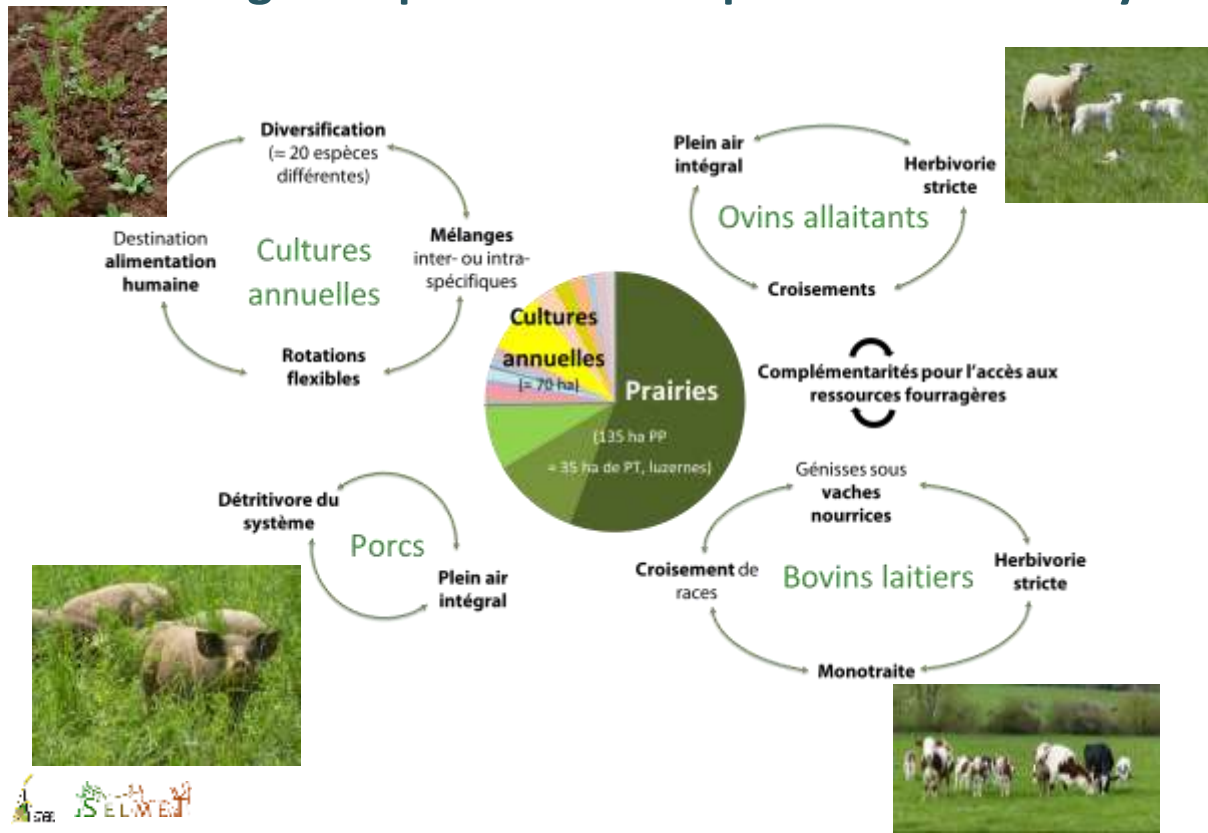 Diversification
(= 20 espèces
différentes)
Destination
alimentation
humaine
Cultures
annuelles
Mélanges
inter- ou intra-
spécifiques
Rotations
flexibles
Plein air
intégral
Herbivorie
stricte
Ovins allaitants
Croisements
Cultures
annuelles
(= 70 ha)
Prairies
(135 ha PP
= 35 ha de PT, luzernes)
Complémentarités pour l'accès aux
ressources fourragères
Détritivore du
système
Porcs
Plein air
intégral
Génisses sous
vaches
nourrices
Croisement de
races
Bovins laitiers
Herbivorie
stricte
Monotraite
SELMET